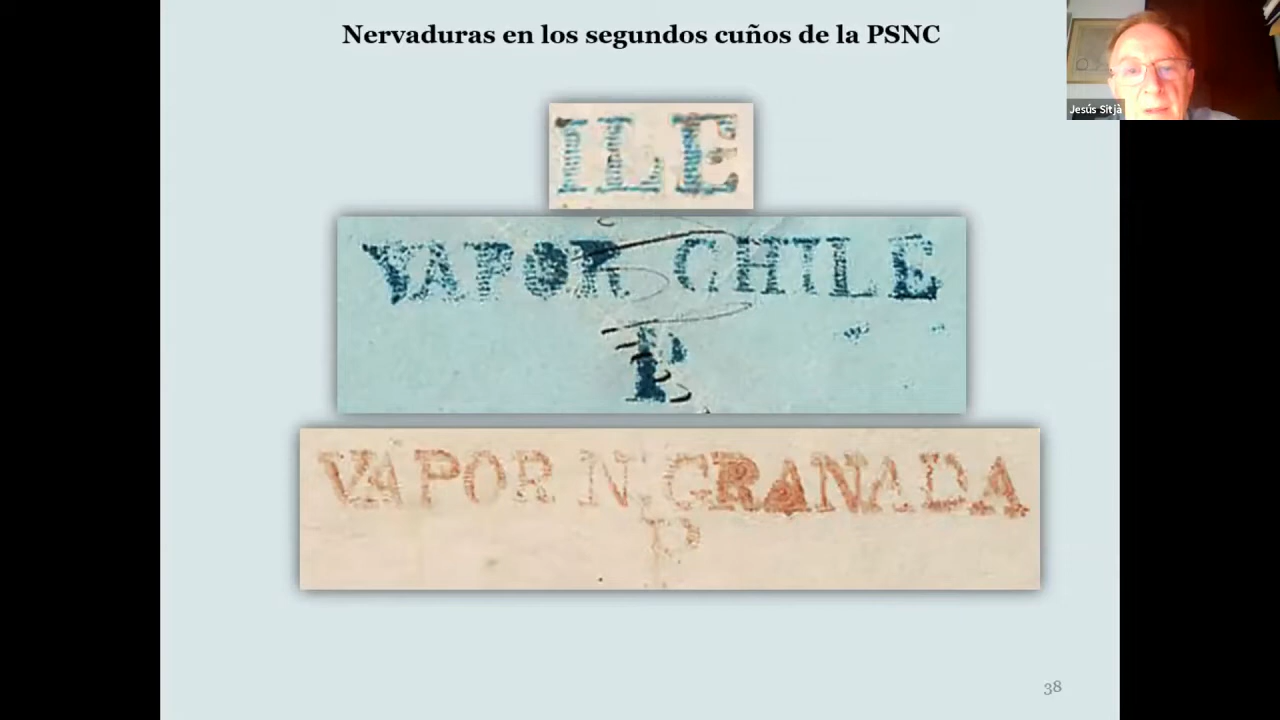 Nervaduras en los segundos cuños de la PSNC
Jesús Sitjà
ILE
VAPOR CHILE
P
VAPOR N. GRANADA
P
38